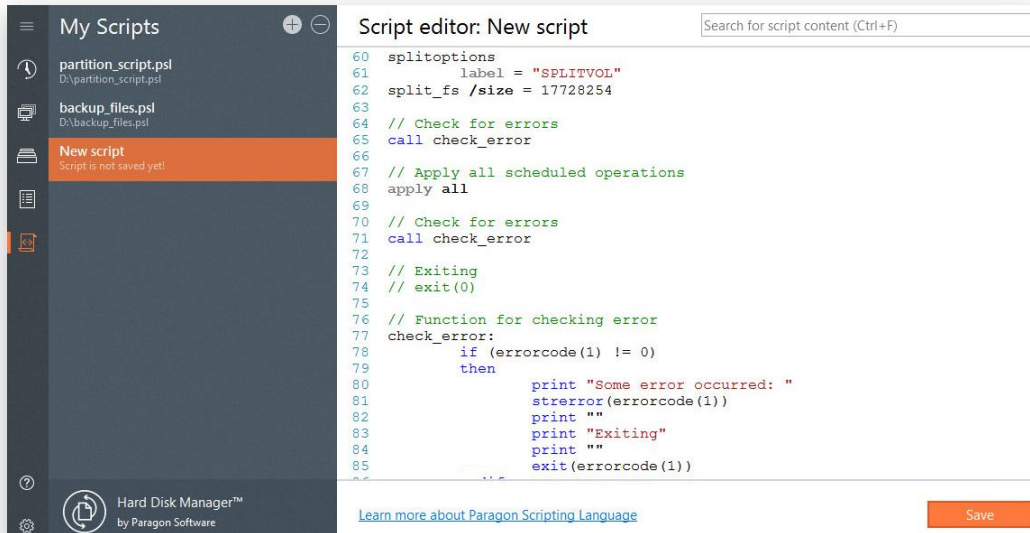 My Scripts
partition_script.psl
D:\partition_script.psl
backup_files.psl
D:\backup_files.psl
New script
Script is not saved yet!
Hard Disk Manager™
by Paragon Software
Script editor: New script
Search for script content (Ctrl+F)
60 splitoptions
61 label = "SPLITVOL"
62 split_fs /size = 17728254
63
64 // Check for errors
65 call check_error
66
67 // Apply all scheduled operations
68 apply all
69
70 // Check for errors
71 call check_error
72
73 // Exiting
74 // exit(0)
75
76 // Function for checking error
77 check_error:
78 if (errorcode(1) != 0)
79 then
80 print "Some error occurred: "
81 strerror(errorcode(1))
82 print ""
83 print "Exiting"
84 print ""
85 exit(errorcode(1))
Learn more about Paragon Scripting Language
Save